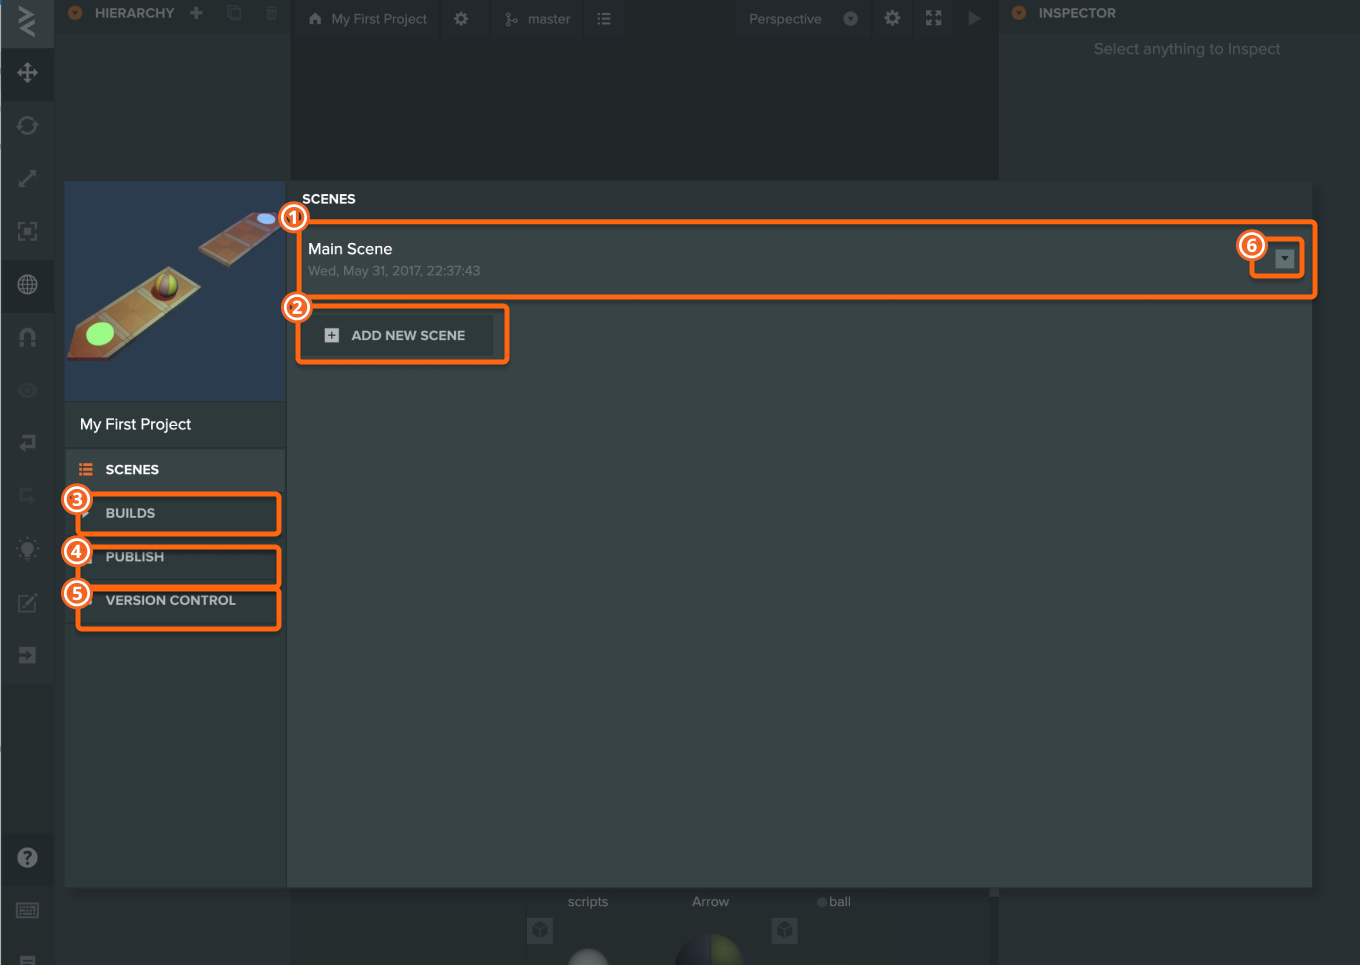 HIERARCHY
My First Project
master
Perspective
INSPECTOR
Select anything to Inspect
SCENES
1
Main Scene
Wed, May 31, 2017, 22:37:43
6
2
ADD NEW SCENE
My First Project
SCENES
3
BUILDS
4
PUBLISH
5
VERSION CONTROL
?
scripts
Arrow
ball